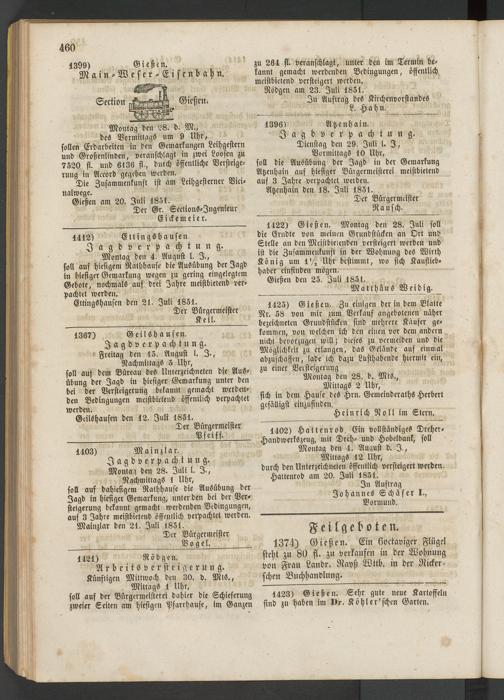 460
1399) Gießen.
Main-Weser-Eisenbahn.
Section Gießen.
Montag den 28. d. M.,
des Vormittags um 9 Uhr,
sollen Erdarbeiten in den Gemarkungen Leihgestern
und Großenlinden, veranschlagt in zwei Loosen zu
7520 fl. und 6136 fl., durch öffentliche Versteige-
rung in Accord gegeben werden.
Die Zusammenkunft ist am Leihgesterner Vici-
nalwege.
Gießen am 20. Juli 1851.
Der Gr. Sections-Ingenieur
Eickemeier.
1412) Ettingshausen
Jagdverpachtung.
Montag den 4. August l. J.,
soll auf hiesigem Rathhause die Ausübung der Jagd
in hiesiger Gemarkung wegen zu gering eingelegtem
Gebote, nochmals auf drei Jahre meistbietend ver-
pachtet werden.
Ettingshausen den 21. Juli 1851.
Der Bürgermeister
Keil.
1367) Geilshausen.
Jagdverpachtung.
Freitag den 15. August l. J.,
Nachmittags 5 Uhr,
soll auf dem Büreau des Unterzeichneten die Aus-
übung der Jagd in hiesiger Gemarkung unter den
bei der Versteigerung bekannt gemacht werden-
den Bedingungen meistbietend öffentlich verpachtet
werden.
Geilshausen den 12. Juli 1851.
Der Bürgermeister
Pfeiff.
1403) Mainzlar.
Jagdverpachtung.
Montag den 28. Juli l. J.,
Nachmittags 1 Uhr,
soll auf dahiesigem Rathhause die Ausübung der
Jagd in hiesiger Gemarkung, unter den bei der Ver-
steigerung bekannt gemacht werdenden Bedingungen,
auf 3 Jahre meistbietend öffentlich verpachtet werden.
Mainzlar den 21. Juli 1851.
Der Bürgermeister
Vogel.
1421) Rödgen.
Arbeitsversteigerung.
Künftigen Mittwoch den 30. d. Mts.,
Mittags 1 Uhr,
soll auf der Bürgermeisterei dahier die Schieferung
zweier Seiten am hiesigen Pfarrhause, im Ganzen
zu 264 fl. veranschlagt, unter den im Termin be-
kannt gemacht werdenden Bedingungen, öffentlich
meistbietend versteigert werden.
Rödgen am 23. Juli 1851.
In Auftrag des Kirchenvorstandes
L. Hahn.
1396) Atzenhain.
Jagdverpachtung.
Dienstag den 29. Juli l. J.,
Vormittags 10 Uhr,
soll die Ausübung der Jagd in der Gemarkung
Atzenhain auf hiesiger Bürgermeisterei meistbietend
auf 3 Jahre verpachtet werden.
Atzenhain den 18. Juli 1851.
Der Bürgermeister
Rausch.
1422) Gießen. Montag den 28. Juli soll
die Erndte von meinen Grundstücken an Ort und
Stelle an den Meistbietenden versteigert werden und
ist die Zusammenkunft in der Wohnung des Wirth
König um 1½ Uhr bestimmt, wo sich Kauflieb-
haber einfinden mögen.
Gießen den 25. Juli 1851.
Matthäus Weidig.
1425) Gießen. Zu einigen der in dem Blatte
Nr. 58 von mir zum Verkauf angebotenen näher
bezeichneten Grundstücken sind mehrere Käufer ge-
kommen, von welchen ich den einen vor dem andern
nicht bevorzugen will; dieses zu vermeiden und die
Möglichkeit zu erlangen, das Gelände auf einmal
abzuschaffen, lade ich dazu Lusthabende hiermit ein,
zu einer Versteigerung
Montag den 28. d. Mts.,
Mittags 2 Uhr,
sich in dem Hause des Hrn. Gemeinderaths Herbert
gefälligst einzufinden.
Heinrich Noll im Stern.
1402) Hattenrod. Ein vollständiges Dreher-
Handwerkszeug, mit Dreh- und Hobelbank, soll
Montag den 4. August d. J.,
Mittags 12 Uhr,
durch den Unterzeichneten öffentlich versteigert werden.
Hattenrod am 20. Juli 1851.
In Auftrag
Johannes Schäfer I.,
Vormund.
Feilgeboten.
1374) Gießen. Ein 6octaviger Flügel
steht zu 80 fl. zu verkaufen in der Wohnung
von Frau Landr. Rayß Wttb. in der Ricker-
schen Buchhandlung.
1423) Gießen. Sehr gute neue Kartoffeln
sind zu haben im Dr. Köhler'schen Garten.